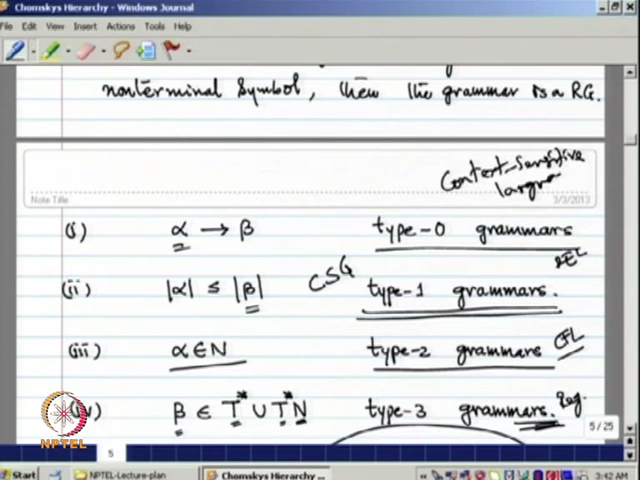 Chomskys Hierarchy - Windows Journal
File Edit View Insert Actions Tools Help
nonterminal Symbol, then the grammar is a RG.
Context-Sensitive
Note Title
3/3/2013
(i) α → β type-0 grammars
REL
(ii) |α| ≤ |β| CSG type-1 grammars.
(iii) α ∈ N type-2 grammars CFL
(iv) β ∈ T* ∪ T*N type-3 grammars. Reg.
NPTEL
5
5/25
Start NPTEL-Lecture-plan Chomskys Hierarchy - ... 3:42 AM